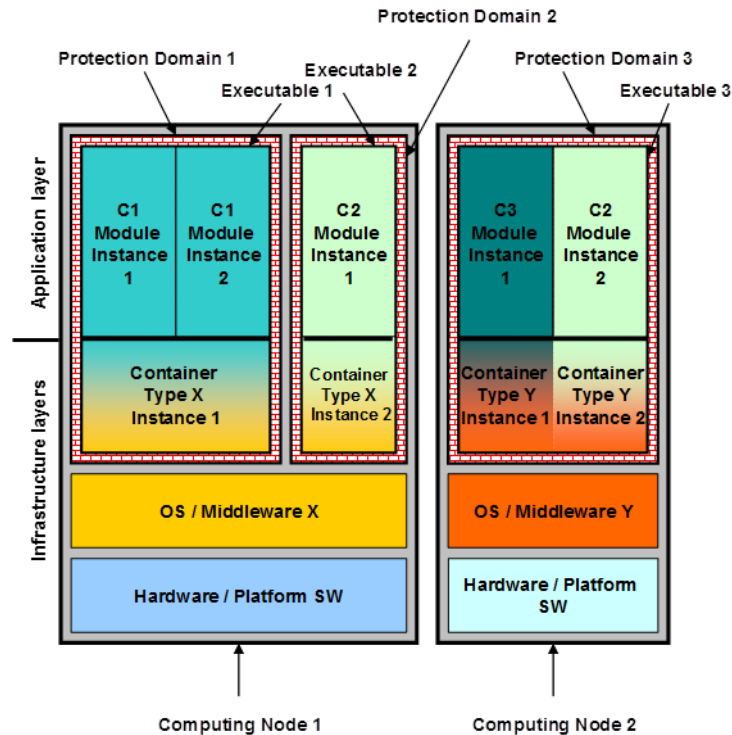 Protection Domain 2
Protection Domain 1
Protection Domain 3
Executable 2
Executable 1
Executable 3
Application layer
C1
Module
Instance
1
C1
Module
Instance
2
C2
Module
Instance
1
C3
Module
Instance
1
C2
Module
Instance
2
Infrastructure layers
Container
Type X
Instance 1
Container
Type X
Instance 2
Container
Type Y
Instance 1
Container
Type Y
Instance 2
OS / Middleware X
OS / Middleware Y
Hardware / Platform SW
Hardware / Platform
SW
Computing Node 1
Computing Node 2